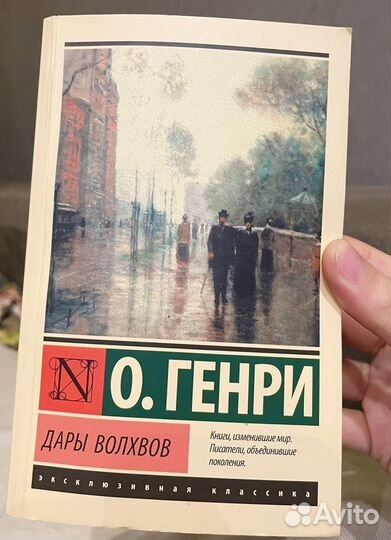 N
О. ГЕНРИ
ДАРЫ ВОЛХВОВ
Книги, изменившие мир.
Писатели, объединившие
поколения.
эксклюзивная классика
Avito